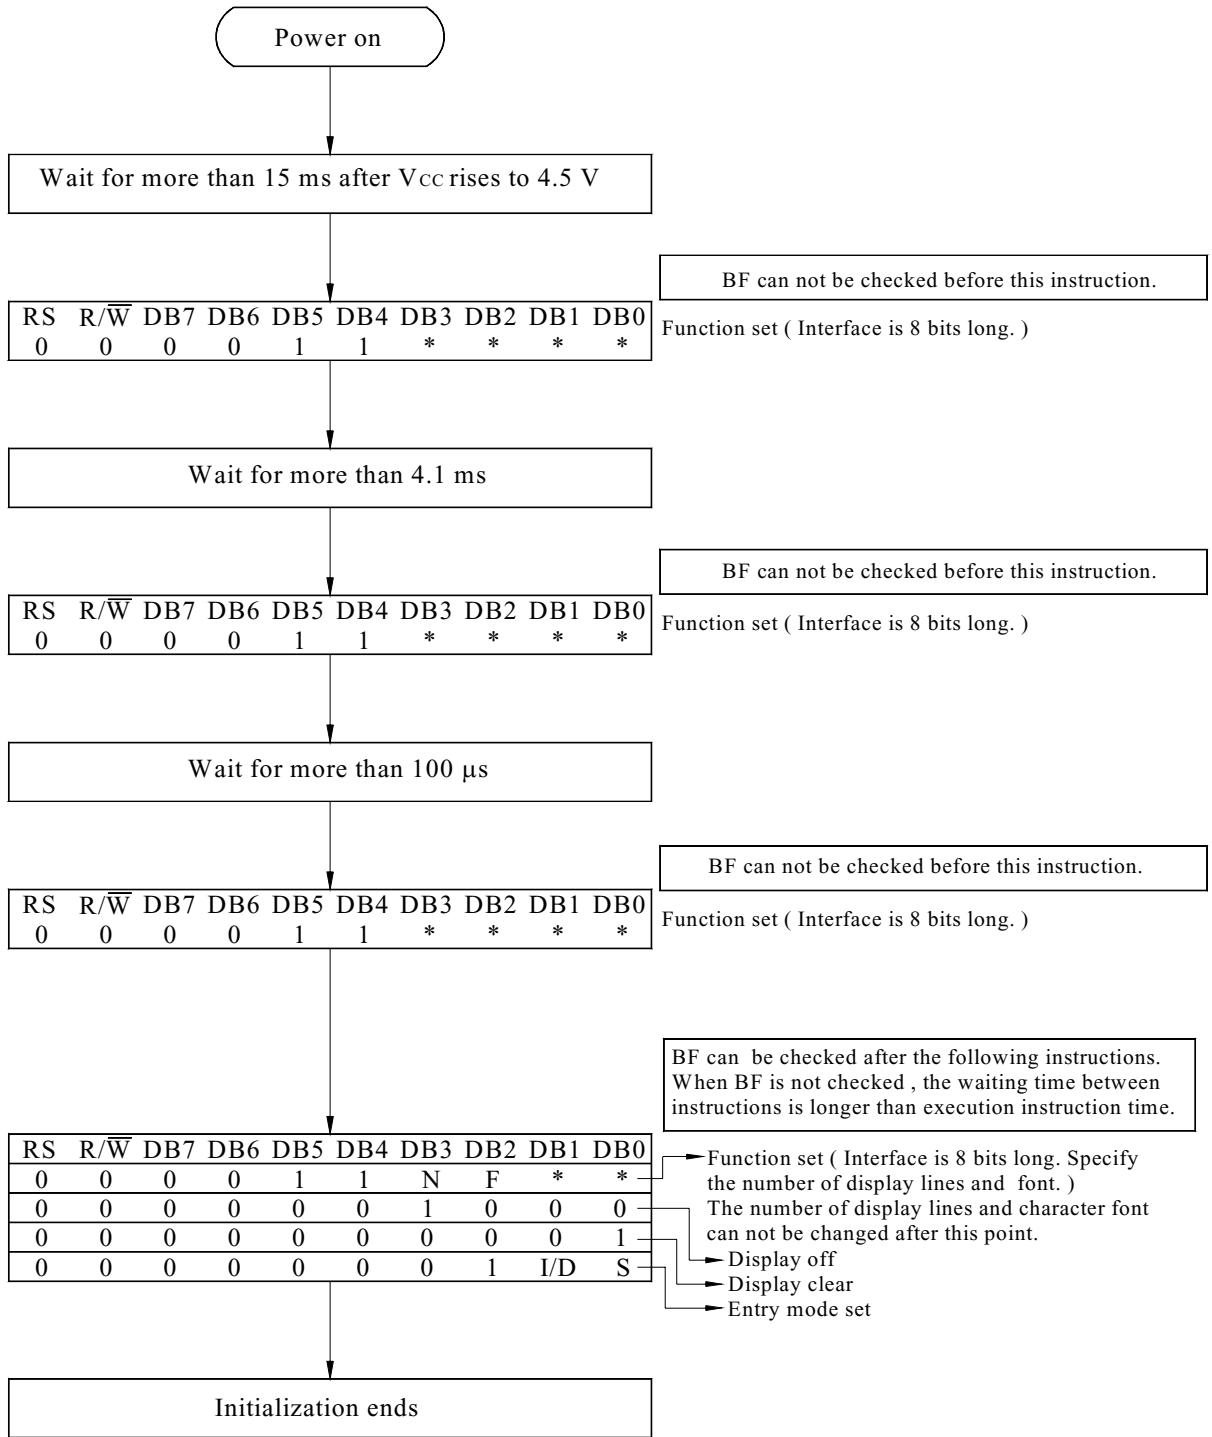 Power on
Wait for more than 15 ms after VCC rises to 4.5 V
BF can not be checked before this instruction.
RS R/W̅ DB7 DB6 DB5 DB4 DB3 DB2 DB1 DB0
0 0 0 0 1 1 * * * *
Function set ( Interface is 8 bits long. )
Wait for more than 4.1 ms
BF can not be checked before this instruction.
RS R/W̅ DB7 DB6 DB5 DB4 DB3 DB2 DB1 DB0
0 0 0 0 1 1 * * * *
Function set ( Interface is 8 bits long. )
Wait for more than 100 µs
BF can not be checked before this instruction.
RS R/W̅ DB7 DB6 DB5 DB4 DB3 DB2 DB1 DB0
0 0 0 0 1 1 * * * *
Function set ( Interface is 8 bits long. )
BF can be checked after the following instructions.
When BF is not checked , the waiting time between
instructions is longer than execution instruction time.
RS R/W̅ DB7 DB6 DB5 DB4 DB3 DB2 DB1 DB0
0 0 0 0 1 1 N F * *
0 0 0 0 0 0 1 0 0 0
0 0 0 0 0 0 0 0 0 1
0 0 0 0 0 0 0 1 I/D S
Function set ( Interface is 8 bits long. Specify
the number of display lines and font. )
The number of display lines and character font
can not be changed after this point.
Display off
Display clear
Entry mode set
Initialization ends